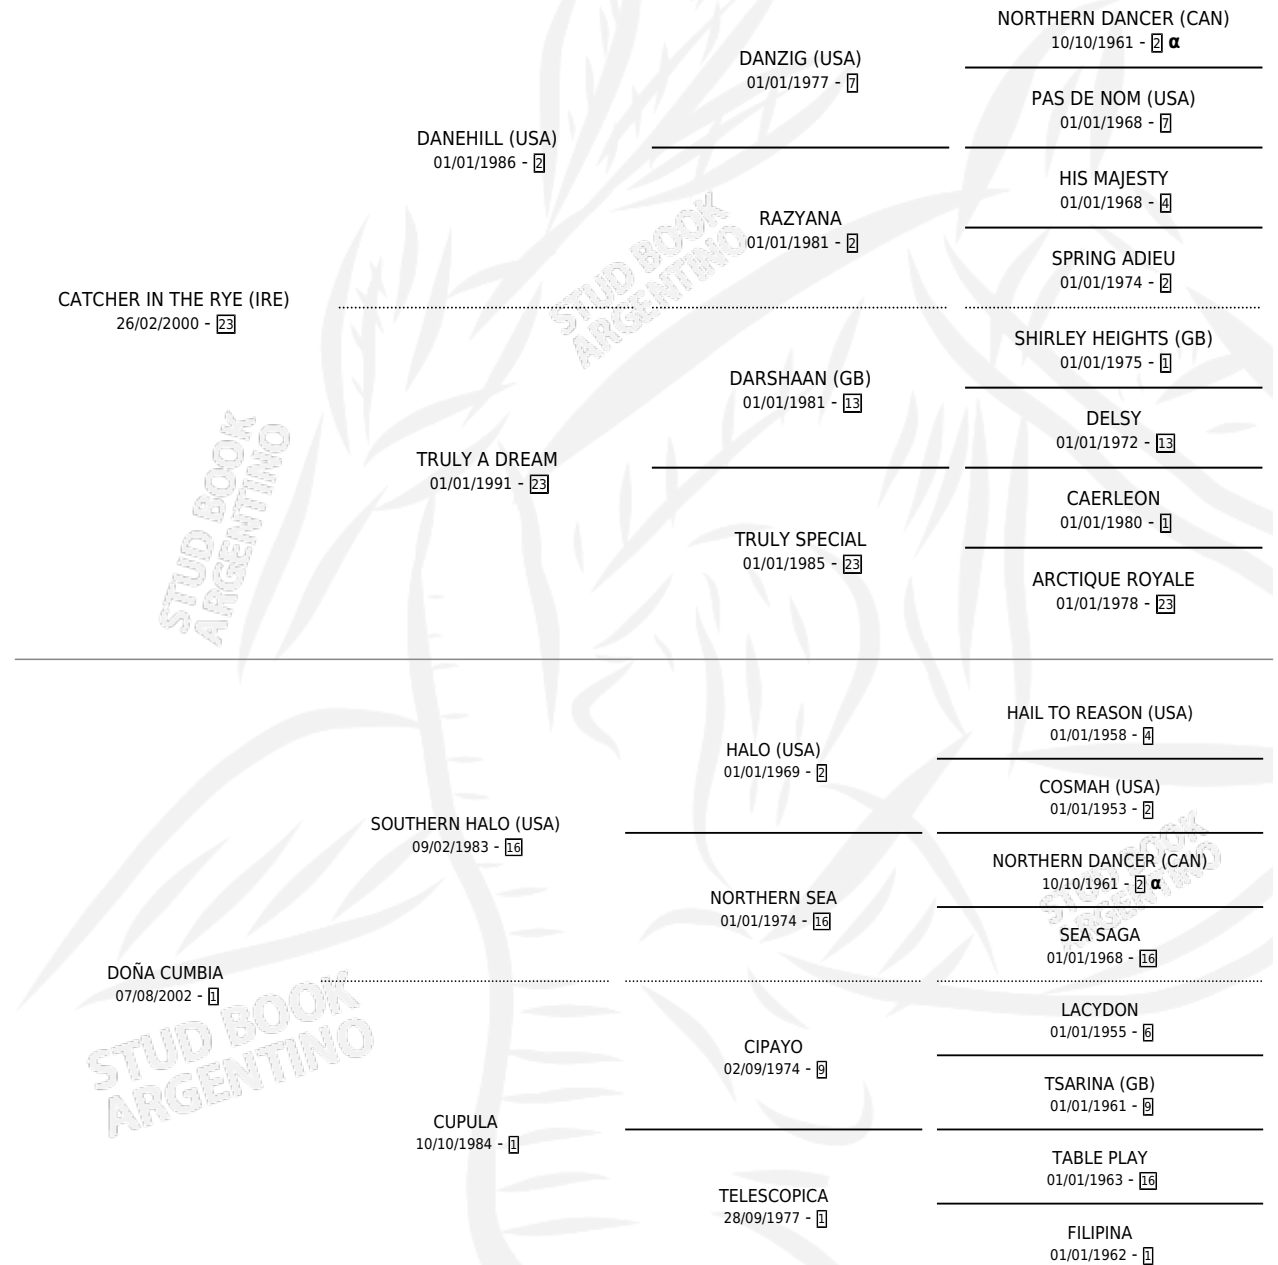 NORTHERN DANCER (CAN)
10/10/1961 - 2 α
DANZIG (USA)
01/01/1977 - 7
PAS DE NOM (USA)
01/01/1968 - 7
DANEHILL (USA)
01/01/1986 - 2
HIS MAJESTY
01/01/1968 - 4
RAZYANA
01/01/1981 - 2
SPRING ADIEU
01/01/1974 - 2
CATCHER IN THE RYE (IRE)
26/02/2000 - 23
STUD BOOK
ARGENTINO
SHIRLEY HEIGHTS (GB)
01/01/1975 - 1
DARSHAAN (GB)
01/01/1981 - 13
DELSY
01/01/1972 - 13
TRULY A DREAM
01/01/1991 - 23
CAERLEON
01/01/1980 - 1
TRULY SPECIAL
01/01/1985 - 23
ARCTIQUE ROYALE
01/01/1978 - 23
STUD BOOK
ARGENTINO
HAIL TO REASON (USA)
01/01/1958 - 4
HALO (USA)
01/01/1969 - 2
COSMAH (USA)
01/01/1953 - 2
SOUTHERN HALO (USA)
09/02/1983 - 16
NORTHERN DANCER (CAN)
10/10/1961 - 2 α
NORTHERN SEA
01/01/1974 - 16
STUD BOOK
ARGENTINO
SEA SAGA
01/01/1968 - 16
DOÑA CUMBIA
07/08/2002 - 1
STUD BOOK
ARGENTINO
LACYDON
01/01/1955 - 6
CIPAYO
02/09/1974 - 9
TSARINA (GB)
01/01/1961 - 9
CUPULA
10/10/1984 - 1
TABLE PLAY
01/01/1963 - 16
TELESCOPICA
28/09/1977 - 1
FILIPINA
01/01/1962 - 1